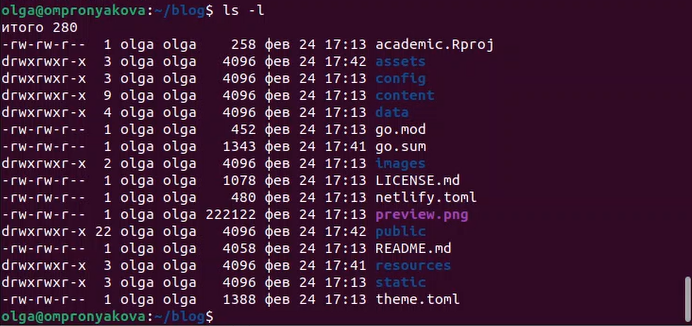 olga@ompronyakova:~/blog$ ls -l
итого 280
-rw-rw-r--  1 olga olga    258 фев 24 17:13 academic.Rproj
drwxrwxr-x  3 olga olga   4096 фев 24 17:42 assets
drwxrwxr-x  3 olga olga   4096 фев 24 17:13 config
drwxrwxr-x  9 olga olga   4096 фев 24 17:13 content
drwxrwxr-x  4 olga olga   4096 фев 24 17:13 data
-rw-rw-r--  1 olga olga    452 фев 24 17:13 go.mod
-rw-rw-r--  1 olga olga   1343 фев 24 17:41 go.sum
drwxrwxr-x  2 olga olga   4096 фев 24 17:13 images
-rw-rw-r--  1 olga olga   1078 фев 24 17:13 LICENSE.md
-rw-rw-r--  1 olga olga    480 фев 24 17:13 netlify.toml
-rw-rw-r--  1 olga olga 222122 фев 24 17:13 preview.png
drwxrwxr-x 22 olga olga   4096 фев 24 17:42 public
-rw-rw-r--  1 olga olga   4058 фев 24 17:13 README.md
drwxrwxr-x  3 olga olga   4096 фев 24 17:41 resources
drwxrwxr-x  3 olga olga   4096 фев 24 17:13 static
-rw-rw-r--  1 olga olga   1388 фев 24 17:13 theme.toml
olga@ompronyakova:~/blog$